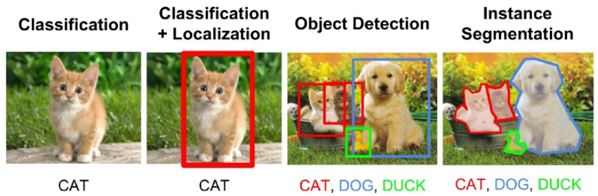 Classification
Classification
+ Localization
Object Detection
Instance
Segmentation
CAT
CAT
CAT, DOG, DUCK
CAT, DOG, DUCK